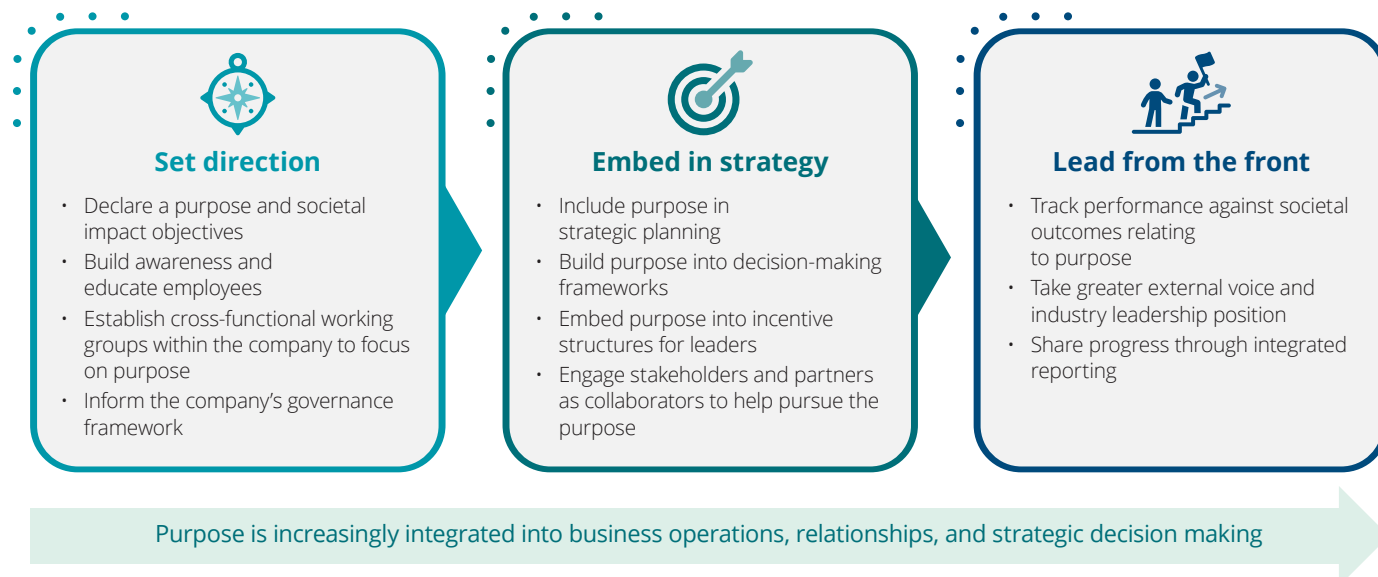 Set direction
• Declare a purpose and societal
impact objectives
• Build awareness and
educate employees
• Establish cross-functional working
groups within the company to focus
on purpose
• Inform the company’s governance
framework
Embed in strategy
• Include purpose in
strategic planning
• Build purpose into decision-making
frameworks
• Embed purpose into incentive
structures for leaders
• Engage stakeholders and partners
as collaborators to help pursue the
purpose
Lead from the front
• Track performance against societal
outcomes relating
to purpose
• Take greater external voice and
industry leadership position
• Share progress through integrated
reporting
Purpose is increasingly integrated into business operations, relationships, and strategic decision making